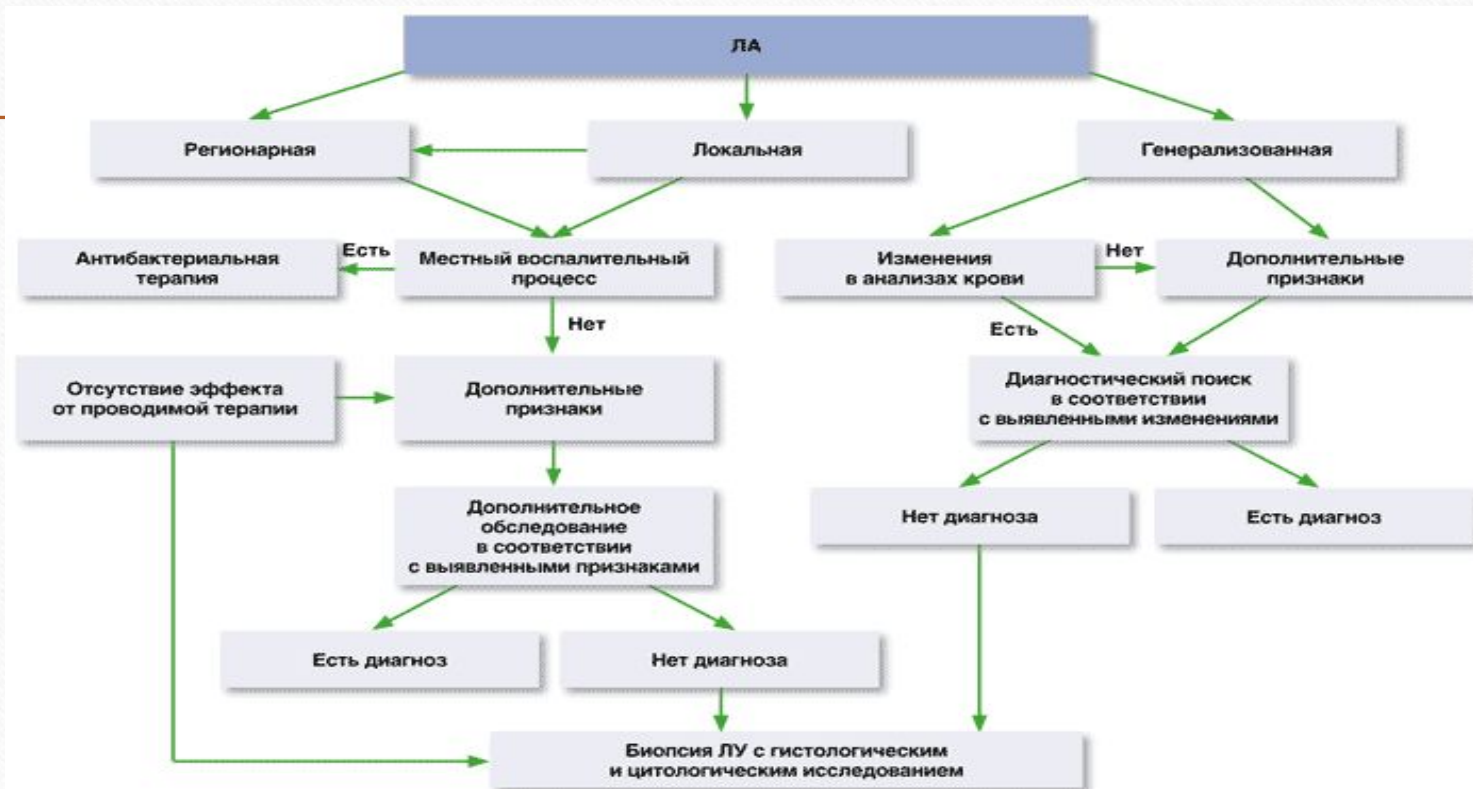 ЛА
Регионарная
Локальная
Генерализованная
Антибактериальная
терапия
Есть
Местный воспалительный
процесс
Изменения
в анализах крови
Нет
Дополнительные
признаки
Нет
Есть
Отсутствие эффекта
от проводимой терапии
Дополнительные
признаки
Диагностический поиск
в соответствии
с выявленными изменениями
Дополнительное
обследование
в соответствии
с выявленными признаками
Нет диагноза
Есть диагноз
Есть диагноз
Нет диагноза
Биопсия ЛУ с гистологическим
и цитологическим исследованием